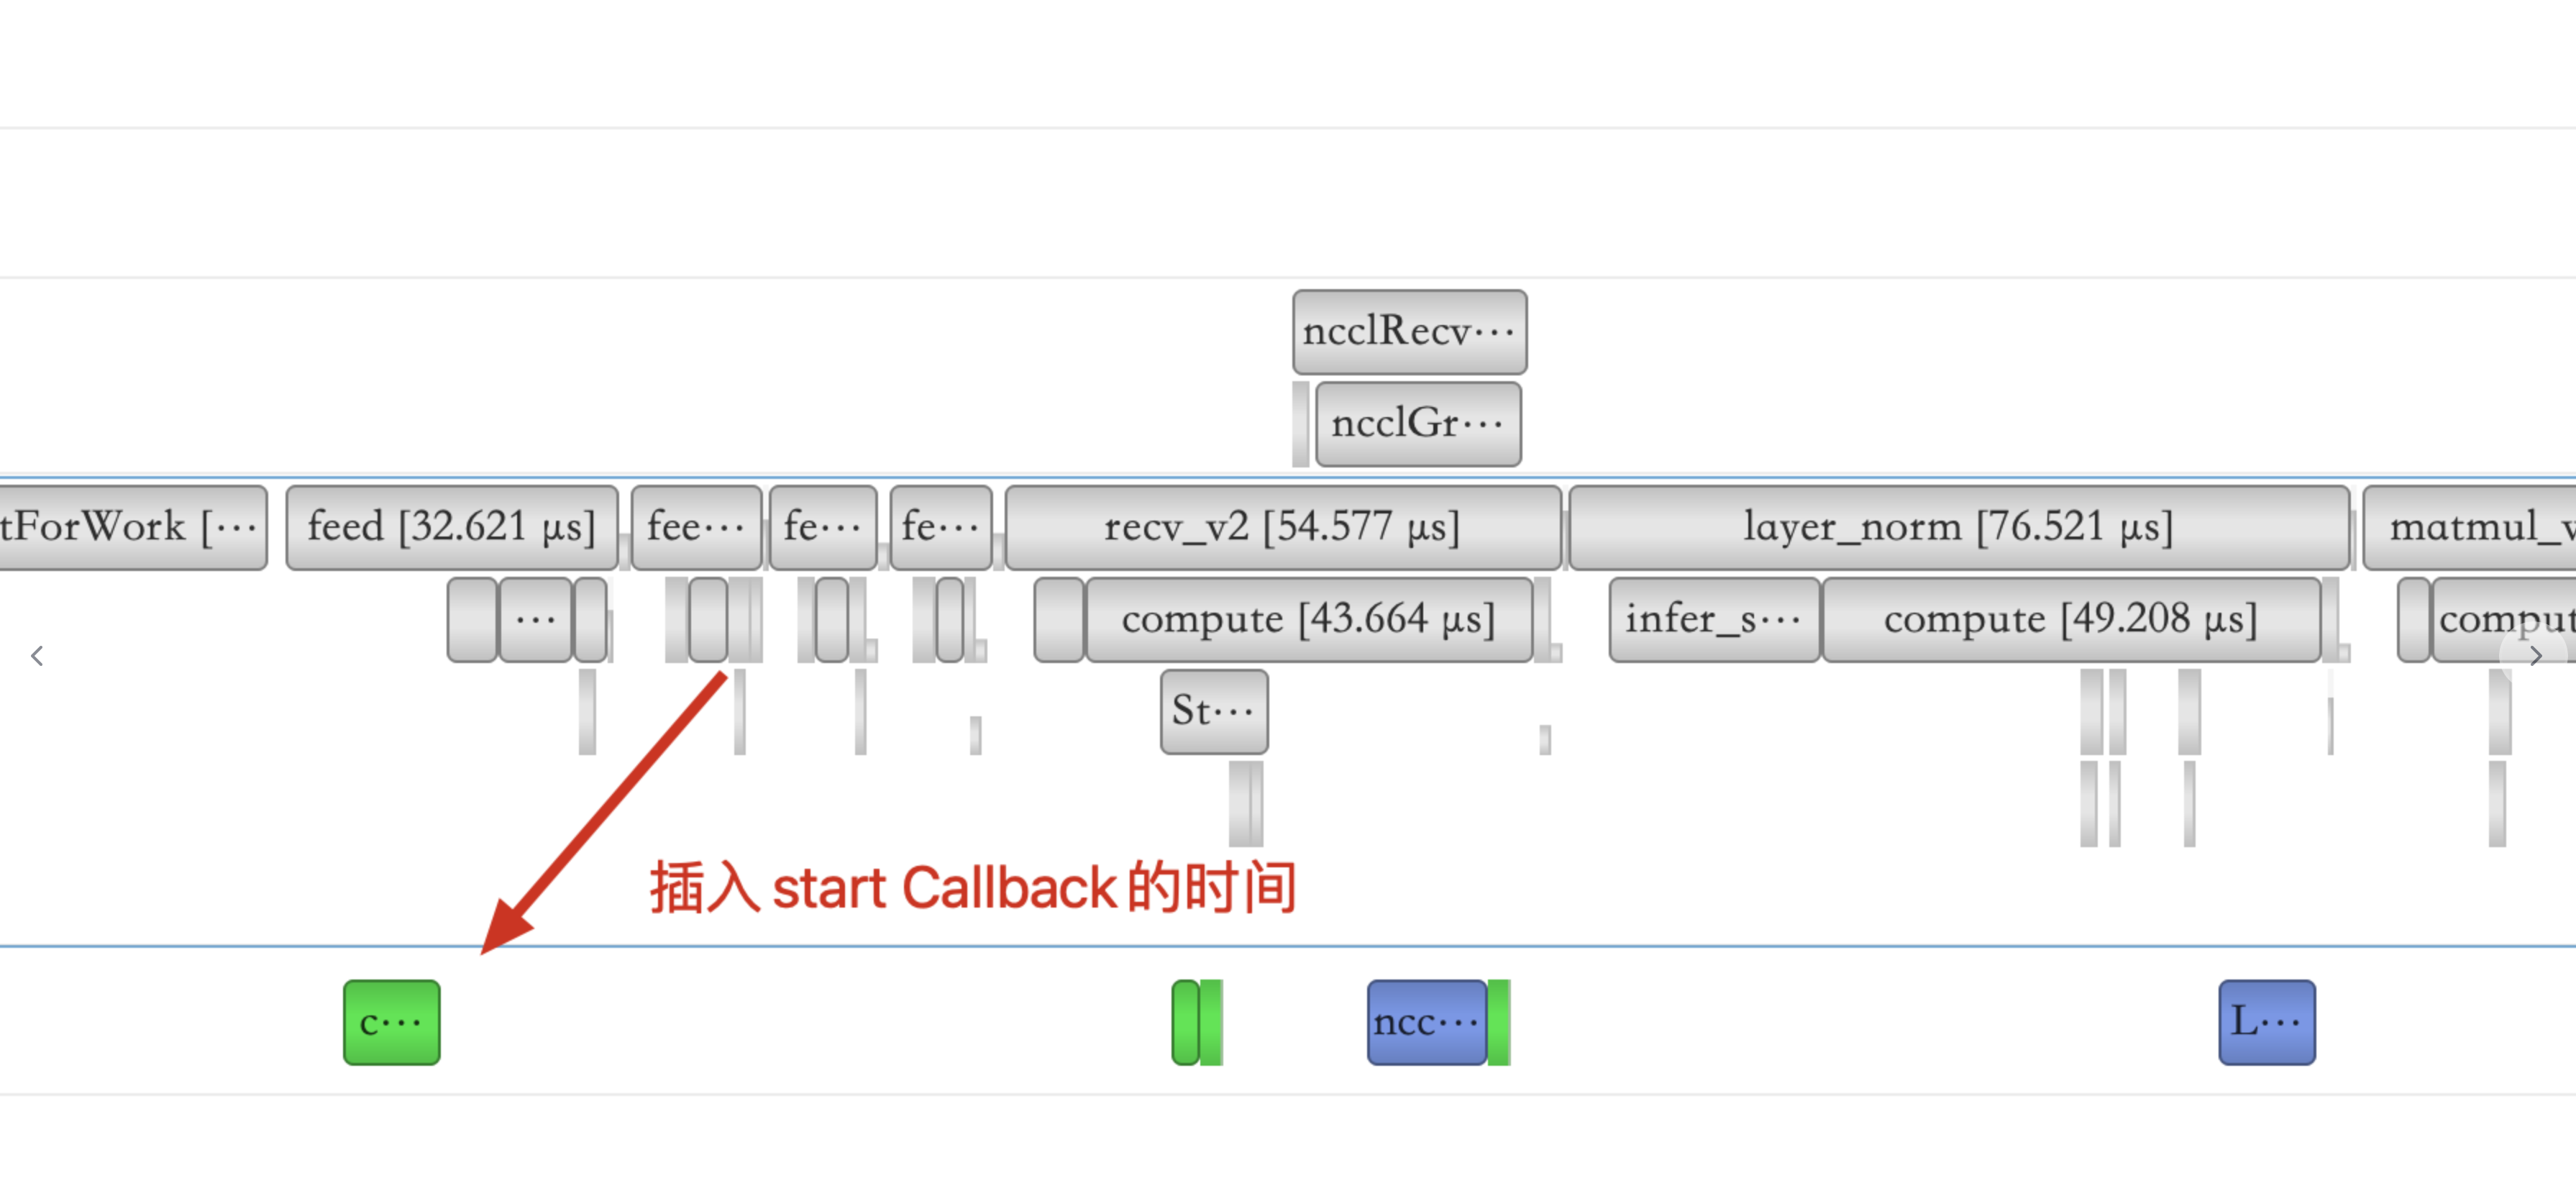 ncclRecv···
ncclGr···
tForWork [··· feed [32.621 μs] fee··· fe··· fe··· recv_v2 [54.577 μs] layer_norm [76.521 μs] matmul_v
··· compute [43.664 μs] infer_s··· compute [49.208 μs] comput
St···
插入 start Callback 的时间
c··· ncc··· L···